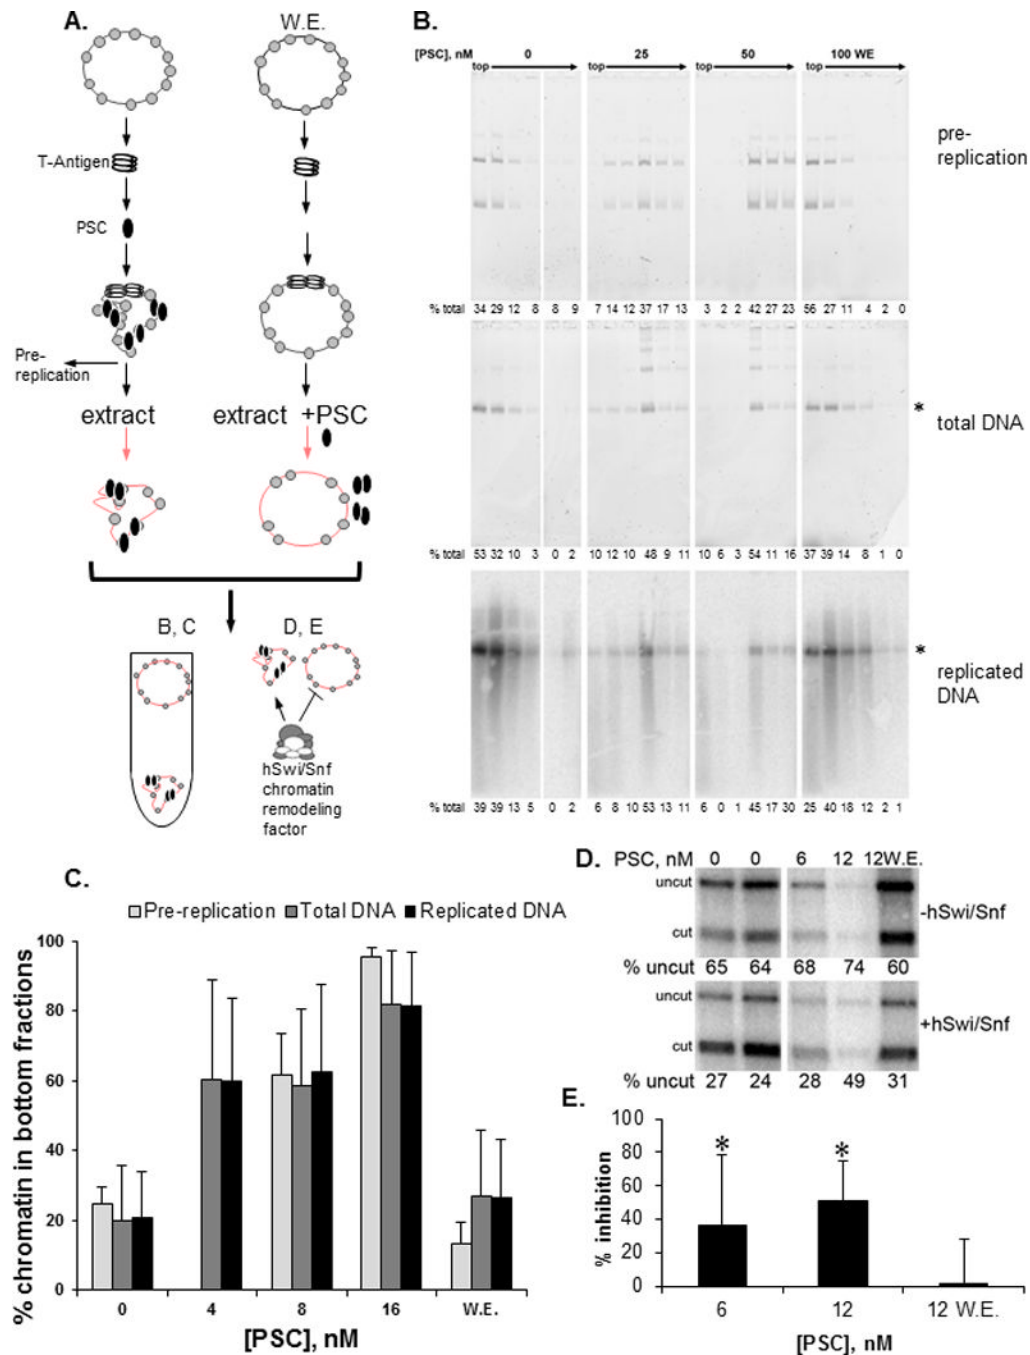 A.
W.E.
T-Antigen
PSC
Pre-
replication
extract
extract +PSC
B, C
D, E
hSwi/Snf
chromatin
remodeling
factor
B.
[PSC], nM 0 25 50 100 WE
top top top top
pre-
replication
% total 34 29 12 8 8 9 7 14 12 37 17 13 3 2 2 42 27 23 56 27 11 4 2 0
*
total DNA
% total 53 32 10 3 0 2 10 12 10 48 9 11 10 6 3 54 11 16 37 39 14 8 1 0
*
replicated
DNA
% total 39 39 13 5 0 2 6 8 10 53 13 11 6 0 1 45 17 30 25 40 18 12 2 1
C.
Pre-replication Total DNA Replicated DNA
% chromatin in bottom fractions
100
80
60
40
20
0
0 4 8 16 W.E.
[PSC], nM
D.
PSC, nM 0 0 6 12 12W.E.
uncut
-hSwi/Snf
cut
% uncut 65 64 68 74 60
uncut
+hSwi/Snf
cut
% uncut 27 24 28 49 31
E.
% inhibition
100
80
60
40
20
0
* *
6 12 12 W.E.
[PSC], nM